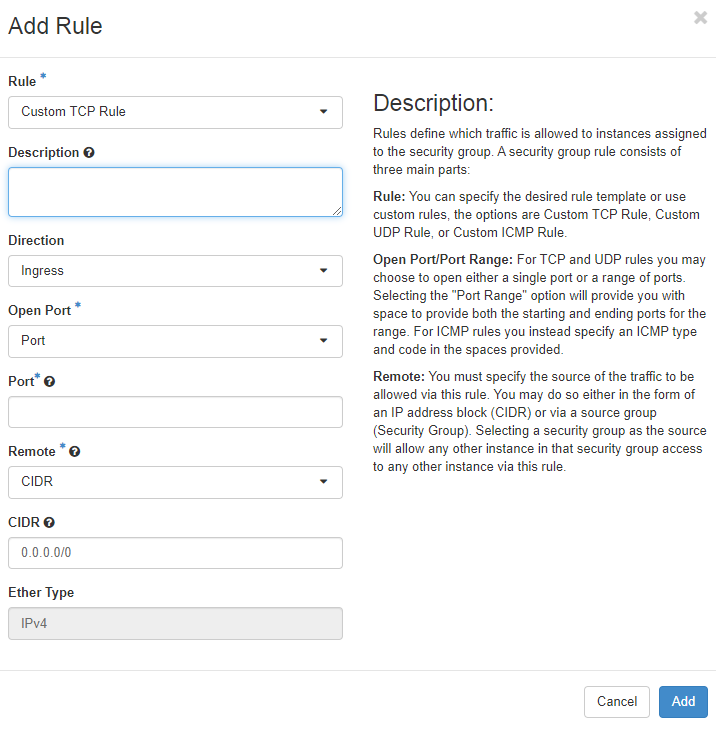 Add Rule
×
Rule *
Custom TCP Rule
Description
Direction
Ingress
Open Port *
Port
Port*
Remote *
CIDR
CIDR
0.0.0.0/0
Ether Type
IPv4
Description:
Rules define which traffic is allowed to instances assigned
to the security group. A security group rule consists of
three main parts:
Rule: You can specify the desired rule template or use
custom rules, the options are Custom TCP Rule, Custom
UDP Rule, or Custom ICMP Rule.
Open Port/Port Range: For TCP and UDP rules you may
choose to open either a single port or a range of ports.
Selecting the "Port Range" option will provide you with
space to provide both the starting and ending ports for the
range. For ICMP rules you instead specify an ICMP type
and code in the spaces provided.
Remote: You must specify the source of the traffic to be
allowed via this rule. You may do so either in the form of
an IP address block (CIDR) or via a source group
(Security Group). Selecting a security group as the source
will allow any other instance in that security group access
to any other instance via this rule.
Cancel
Add